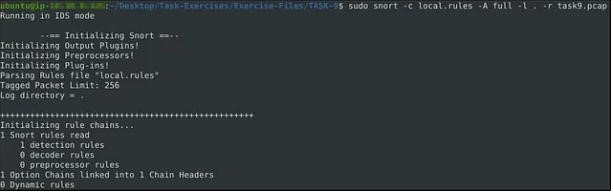 ubuntu@ip-:~/Desktop/Task-Exercises/Exercise-Files/TASK-9$ sudo snort -c local.rules -A full -l . -r task9.pcap
Running in IDS mode
--== Initializing Snort ==--
Initializing Output Plugins!
Initializing Preprocessors!
Initializing Plug-ins!
Parsing Rules file "local.rules"
Tagged Packet Limit: 256
Log directory = .
+++++++++++++++++++++++++++++++++++++++++++++++++++
Initializing rule chains...
1 Snort rules read
1 detection rules
0 decoder rules
0 preprocessor rules
1 Option Chains linked into 1 Chain Headers
0 Dynamic rules